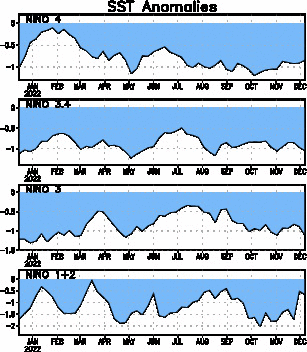 SST Anomalies
NINO 4
-.5
-1
JAN FEB MAR APR MAY JUN JUL AUG SEP OCT NOV DEC
2022
NINO 3.4
0
-.5
-1
JAN FEB MAR APR MAY JUN JUL AUG SEP OCT NOV DEC
2022
NINO 3
0
-.5
-1
-1.5
JAN FEB MAR APR MAY JUN JUL AUG SEP OCT NOV DEC
2022
NINO 1+2
0
-.5
-1
-1.5
-2
JAN FEB MAR APR MAY JUN JUL AUG SEP OCT NOV DEC
2022